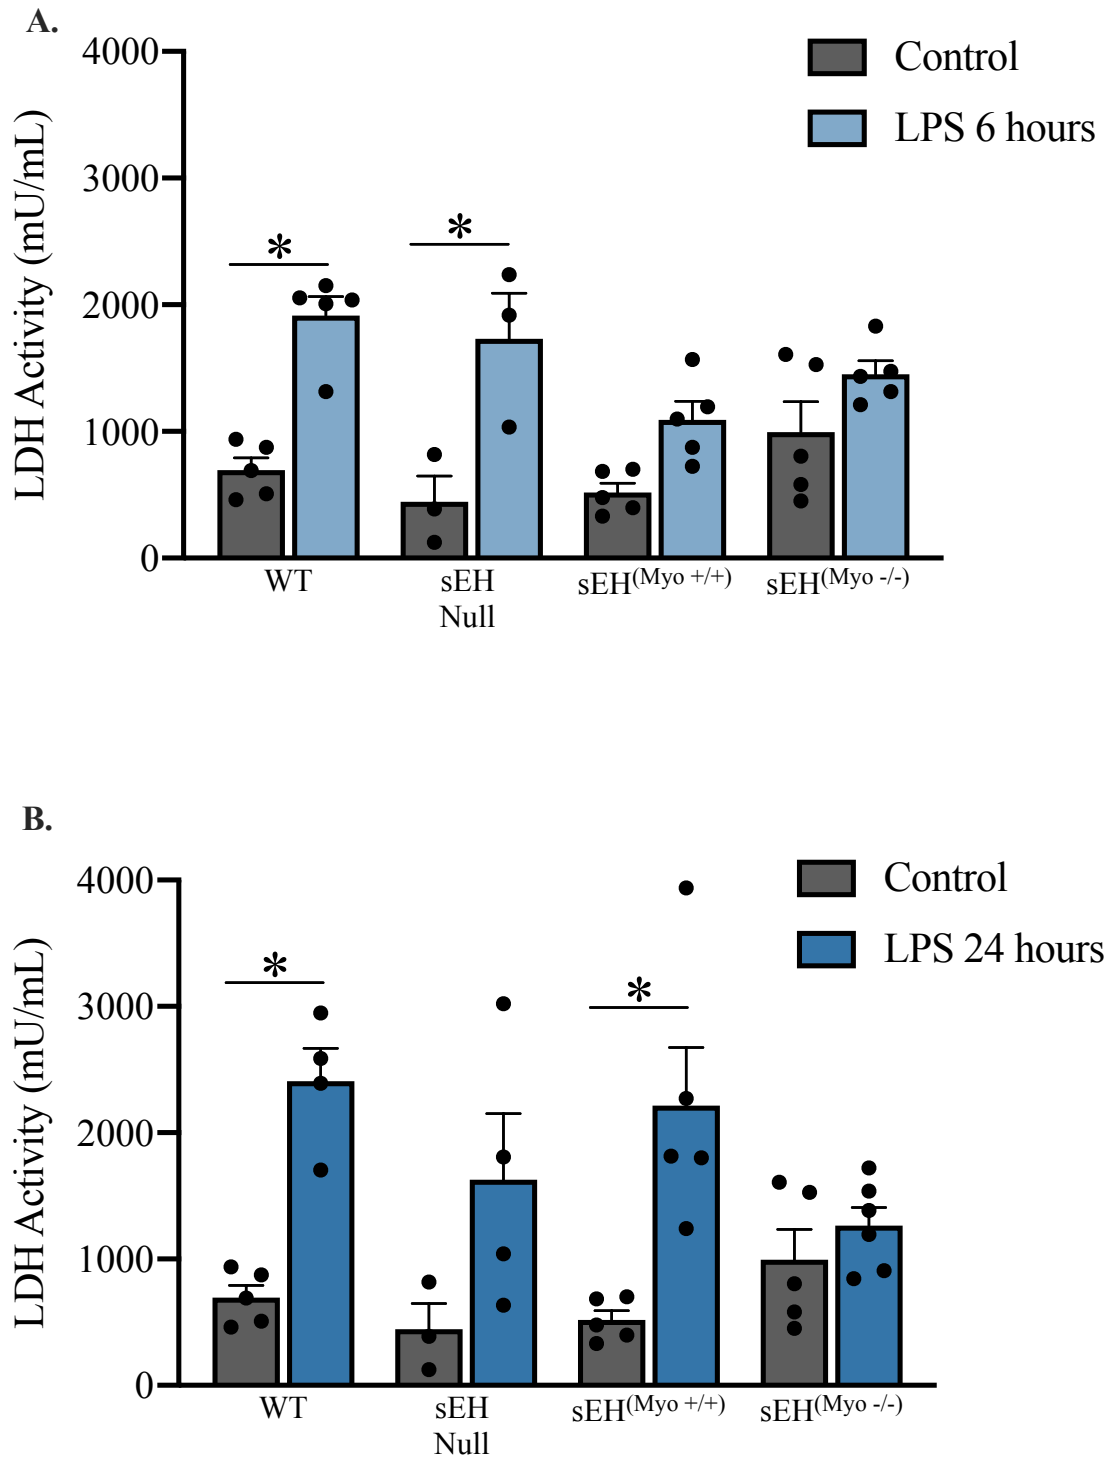 A.
4000
3000
2000
1000
0
LDH Activity (mU/mL)
Control
LPS 6 hours
*
*
WT
sEH
Null
sEH(Myo +/+)
sEH(Myo -/-)
B.
4000
3000
2000
1000
0
LDH Activity (mU/mL)
Control
LPS 24 hours
*
*
WT
sEH
Null
sEH(Myo +/+)
sEH(Myo -/-)